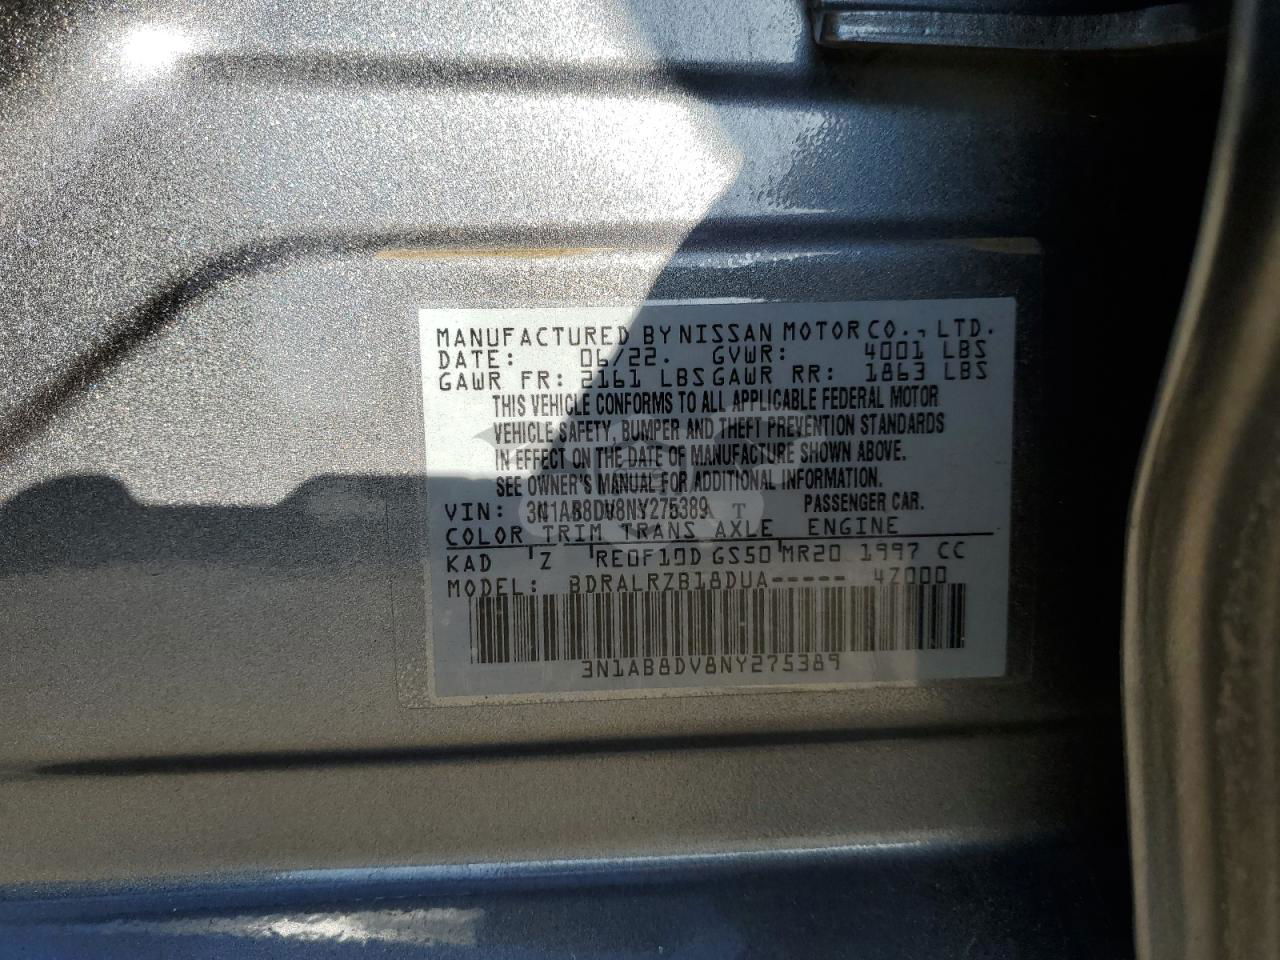 MANUFACTURED BY NISSAN MOTOR CO., LTD.
DATE: 06/22. GVWR: 4001 LBS
GAWR FR: 2161 LBS GAWR RR: 1863 LBS
THIS VEHICLE CONFORMS TO ALL APPLICABLE FEDERAL MOTOR
VEHICLE SAFETY, BUMPER AND THEFT PREVENTION STANDARDS
IN EFFECT ON THE DATE OF MANUFACTURE SHOWN ABOVE.
SEE OWNER'S MANUAL FOR ADDITIONAL INFORMATION.
VIN: 3N1AB8DV8NY275389 T PASSENGER CAR.
COLOR TRIM TRANS AXLE ENGINE
KAD Z RE0F10D GS50 MR20 1997 CC
MODEL: BDRALRZB18DUA----- 4Z000
3N1AB8DV8NY275389